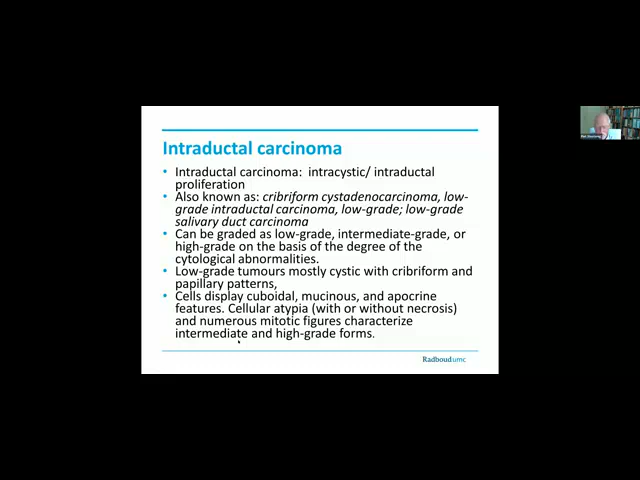 Intraductal carcinoma
• Intraductal carcinoma: intracystic/ intraductal
proliferation
• Also known as: cribriform cystadenocarcinoma, low-
grade intraductal carcinoma, low-grade; low-grade
salivary duct carcinoma
• Can be graded as low-grade, intermediate-grade, or
high-grade on the basis of the degree of the
cytological abnormalities.
• Low-grade tumours mostly cystic with cribriform and
papillary patterns,
• Cells display cuboidal, mucinous, and apocrine
features. Cellular atypia (with or without necrosis)
and numerous mitotic figures characterize
intermediate and high-grade forms.
Radboudumc